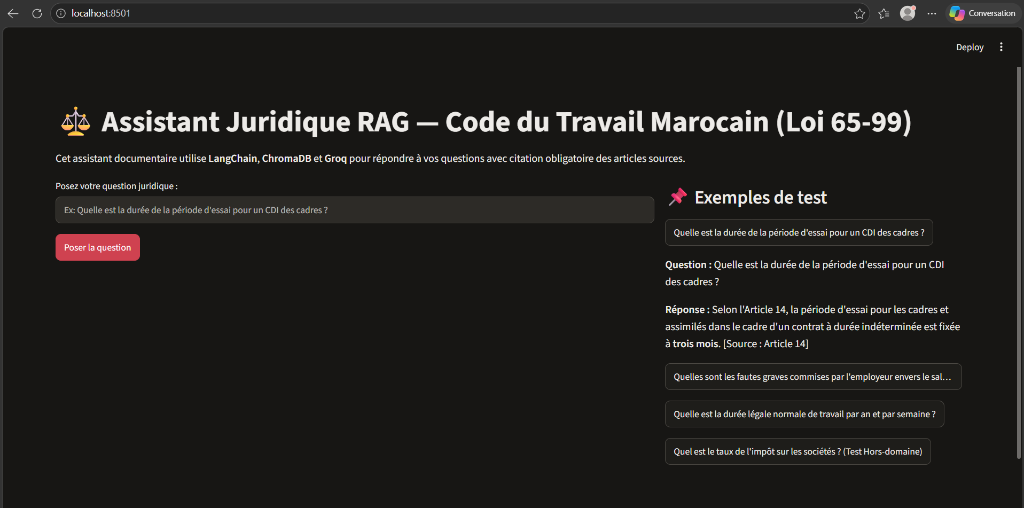 localhost:8501
Conversation
Deploy
Assistant Juridique RAG — Code du Travail Marocain (Loi 65-99)
Cet assistant documentaire utilise LangChain, ChromaDB et Groq pour répondre à vos questions avec citation obligatoire des articles sources.
Posez votre question juridique :
Ex: Quelle est la durée de la période d'essai pour un CDI des cadres ?
Poser la question
Exemples de test
Quelle est la durée de la période d'essai pour un CDI des cadres ?
Question : Quelle est la durée de la période d'essai pour un CDI
des cadres ?
Réponse : Selon l'Article 14, la période d'essai pour les cadres et
assimilés dans le cadre d'un contrat à durée indéterminée est fixée
à trois mois. [Source : Article 14]
Quelles sont les fautes graves commises par l'employeur envers le sal...
Quelle est la durée légale normale de travail par an et par semaine ?
Quel est le taux de l'impôt sur les sociétés ? (Test Hors-domaine)